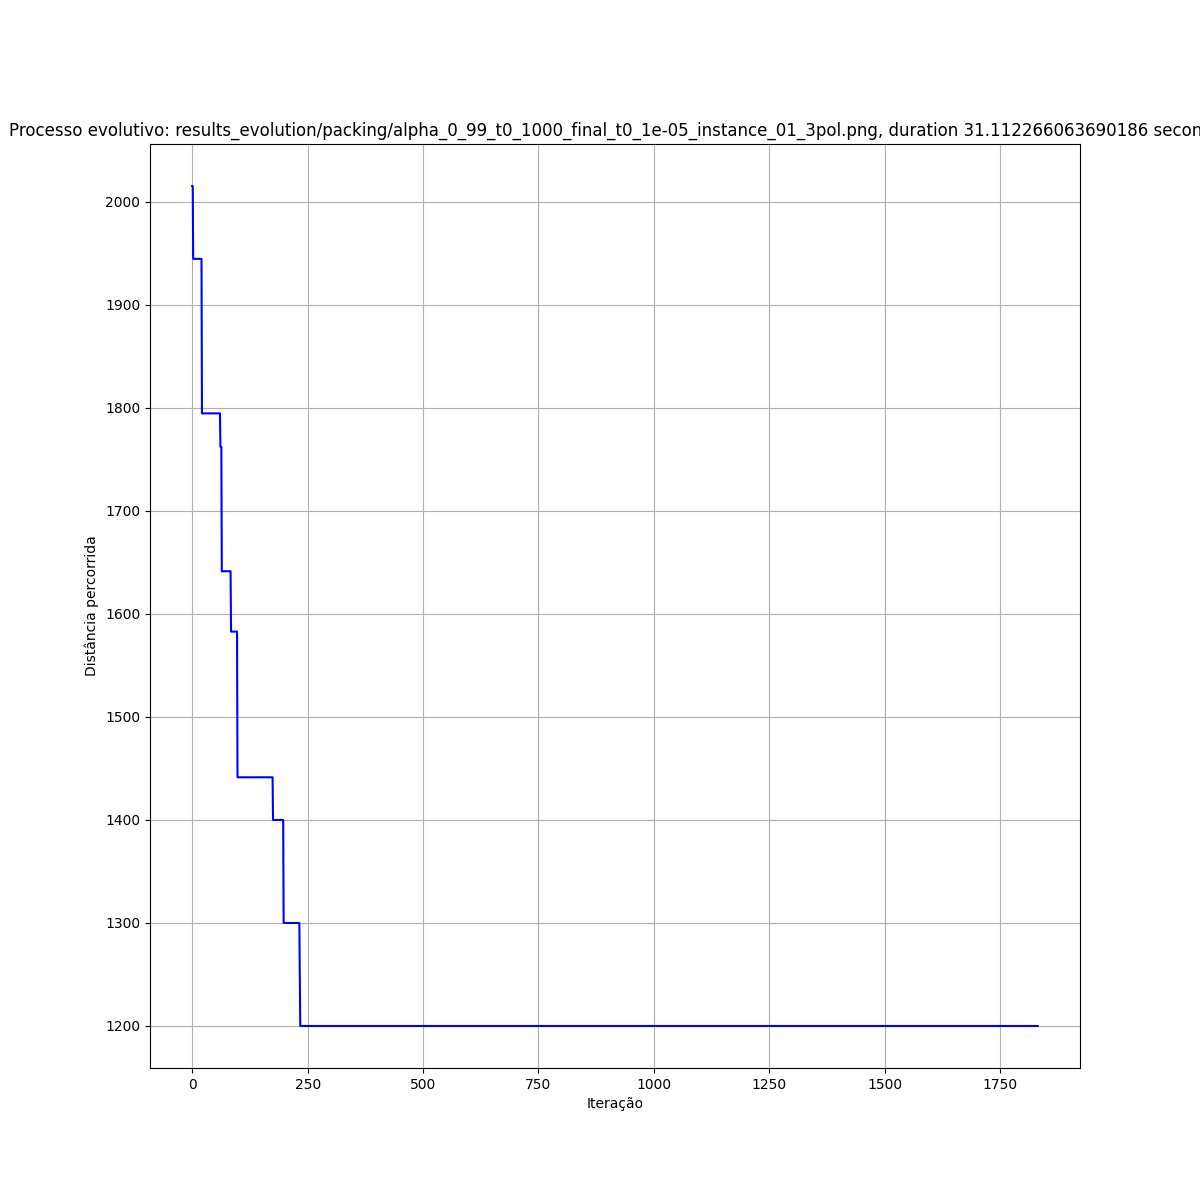 Processo evolutivo: results_evolution/packing/alpha_0_99_t0_1000_final_t0_1e-05_instance_01_3pol.png, duration 31.112266063690186 secon
2000
1900
1800
1700
1600
1500
1400
1300
1200
Distância percorrida
0 250 500 750 1000 1250 1500 1750
Iteração